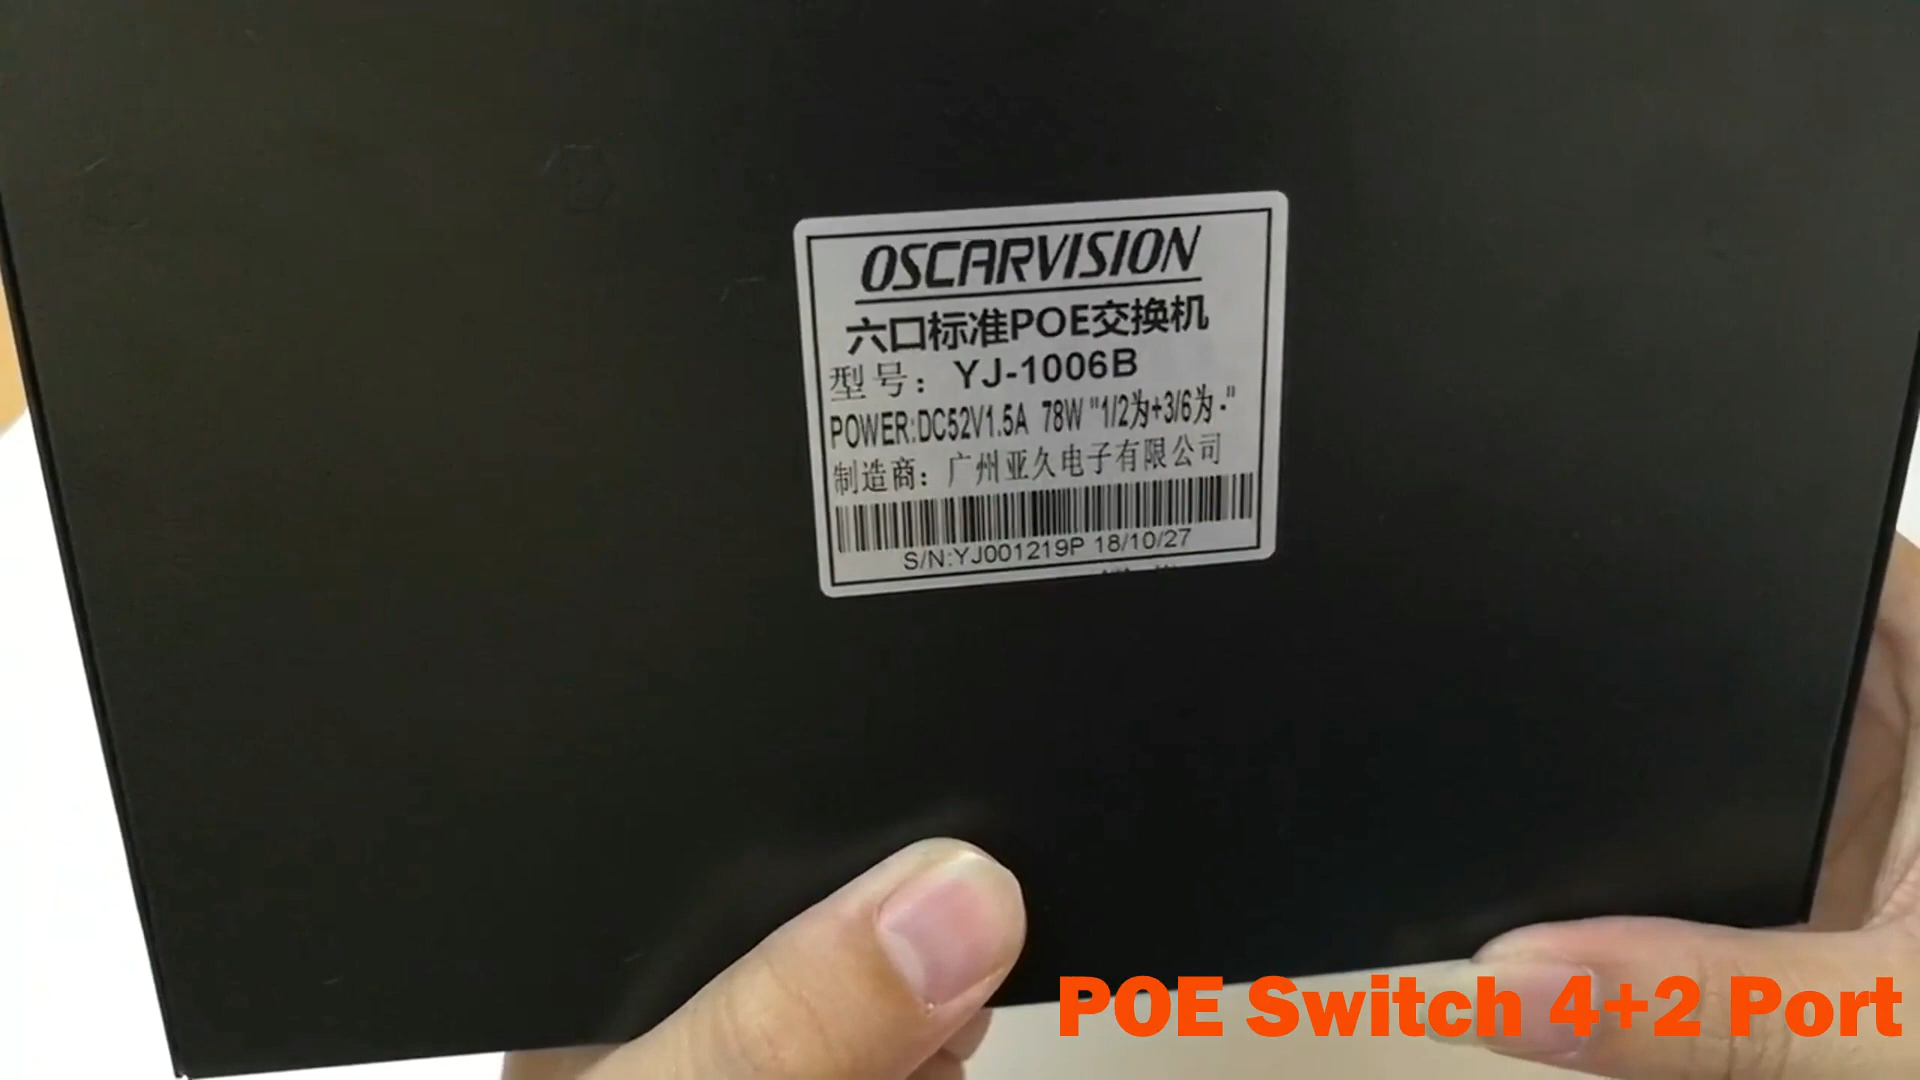 OSCARVISION
六口标准POE交换机
型号：YJ-1006B
POWER:DC52V1.5A 78W "1/2为+3/6为-"
制造商：广州亚久电子有限公司
S/N:YJ001219P 18/10/27
POE Switch 4+2 Port